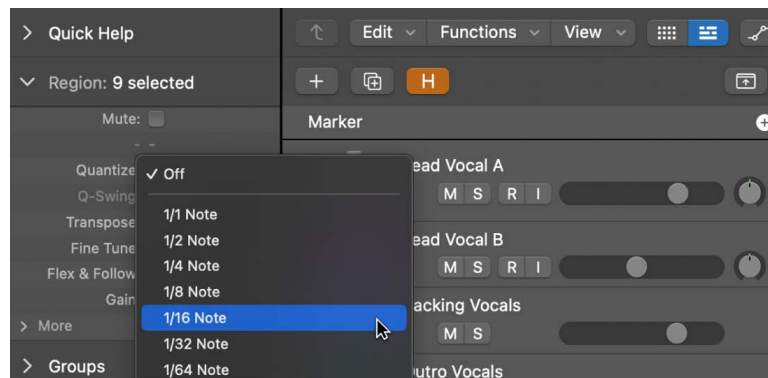 Quick Help
Edit
Functions
View
Region: 9 selected
H
Mute:
Marker
Quantize
Off
ead Vocal A
Q-Swing
M S R I
Transpose
1/1 Note
Fine Tune
1/2 Note
ead Vocal B
Flex & Follow
1/4 Note
M S R I
Gain
1/8 Note
acking Vocals
More
1/16 Note
M S
1/32 Note
Groups
1/64 Note
utro Vocals